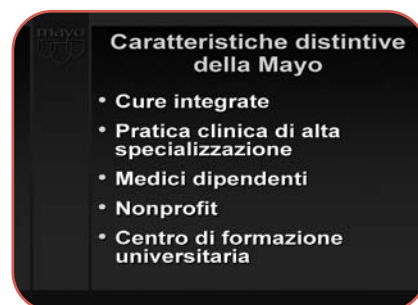 mayo
Caratteristiche distintive
della Mayo
• Cure integrate
• Pratica clinica di alta
specializzazione
• Medici dipendenti
• Nonprofit
• Centro di formazione
universitaria